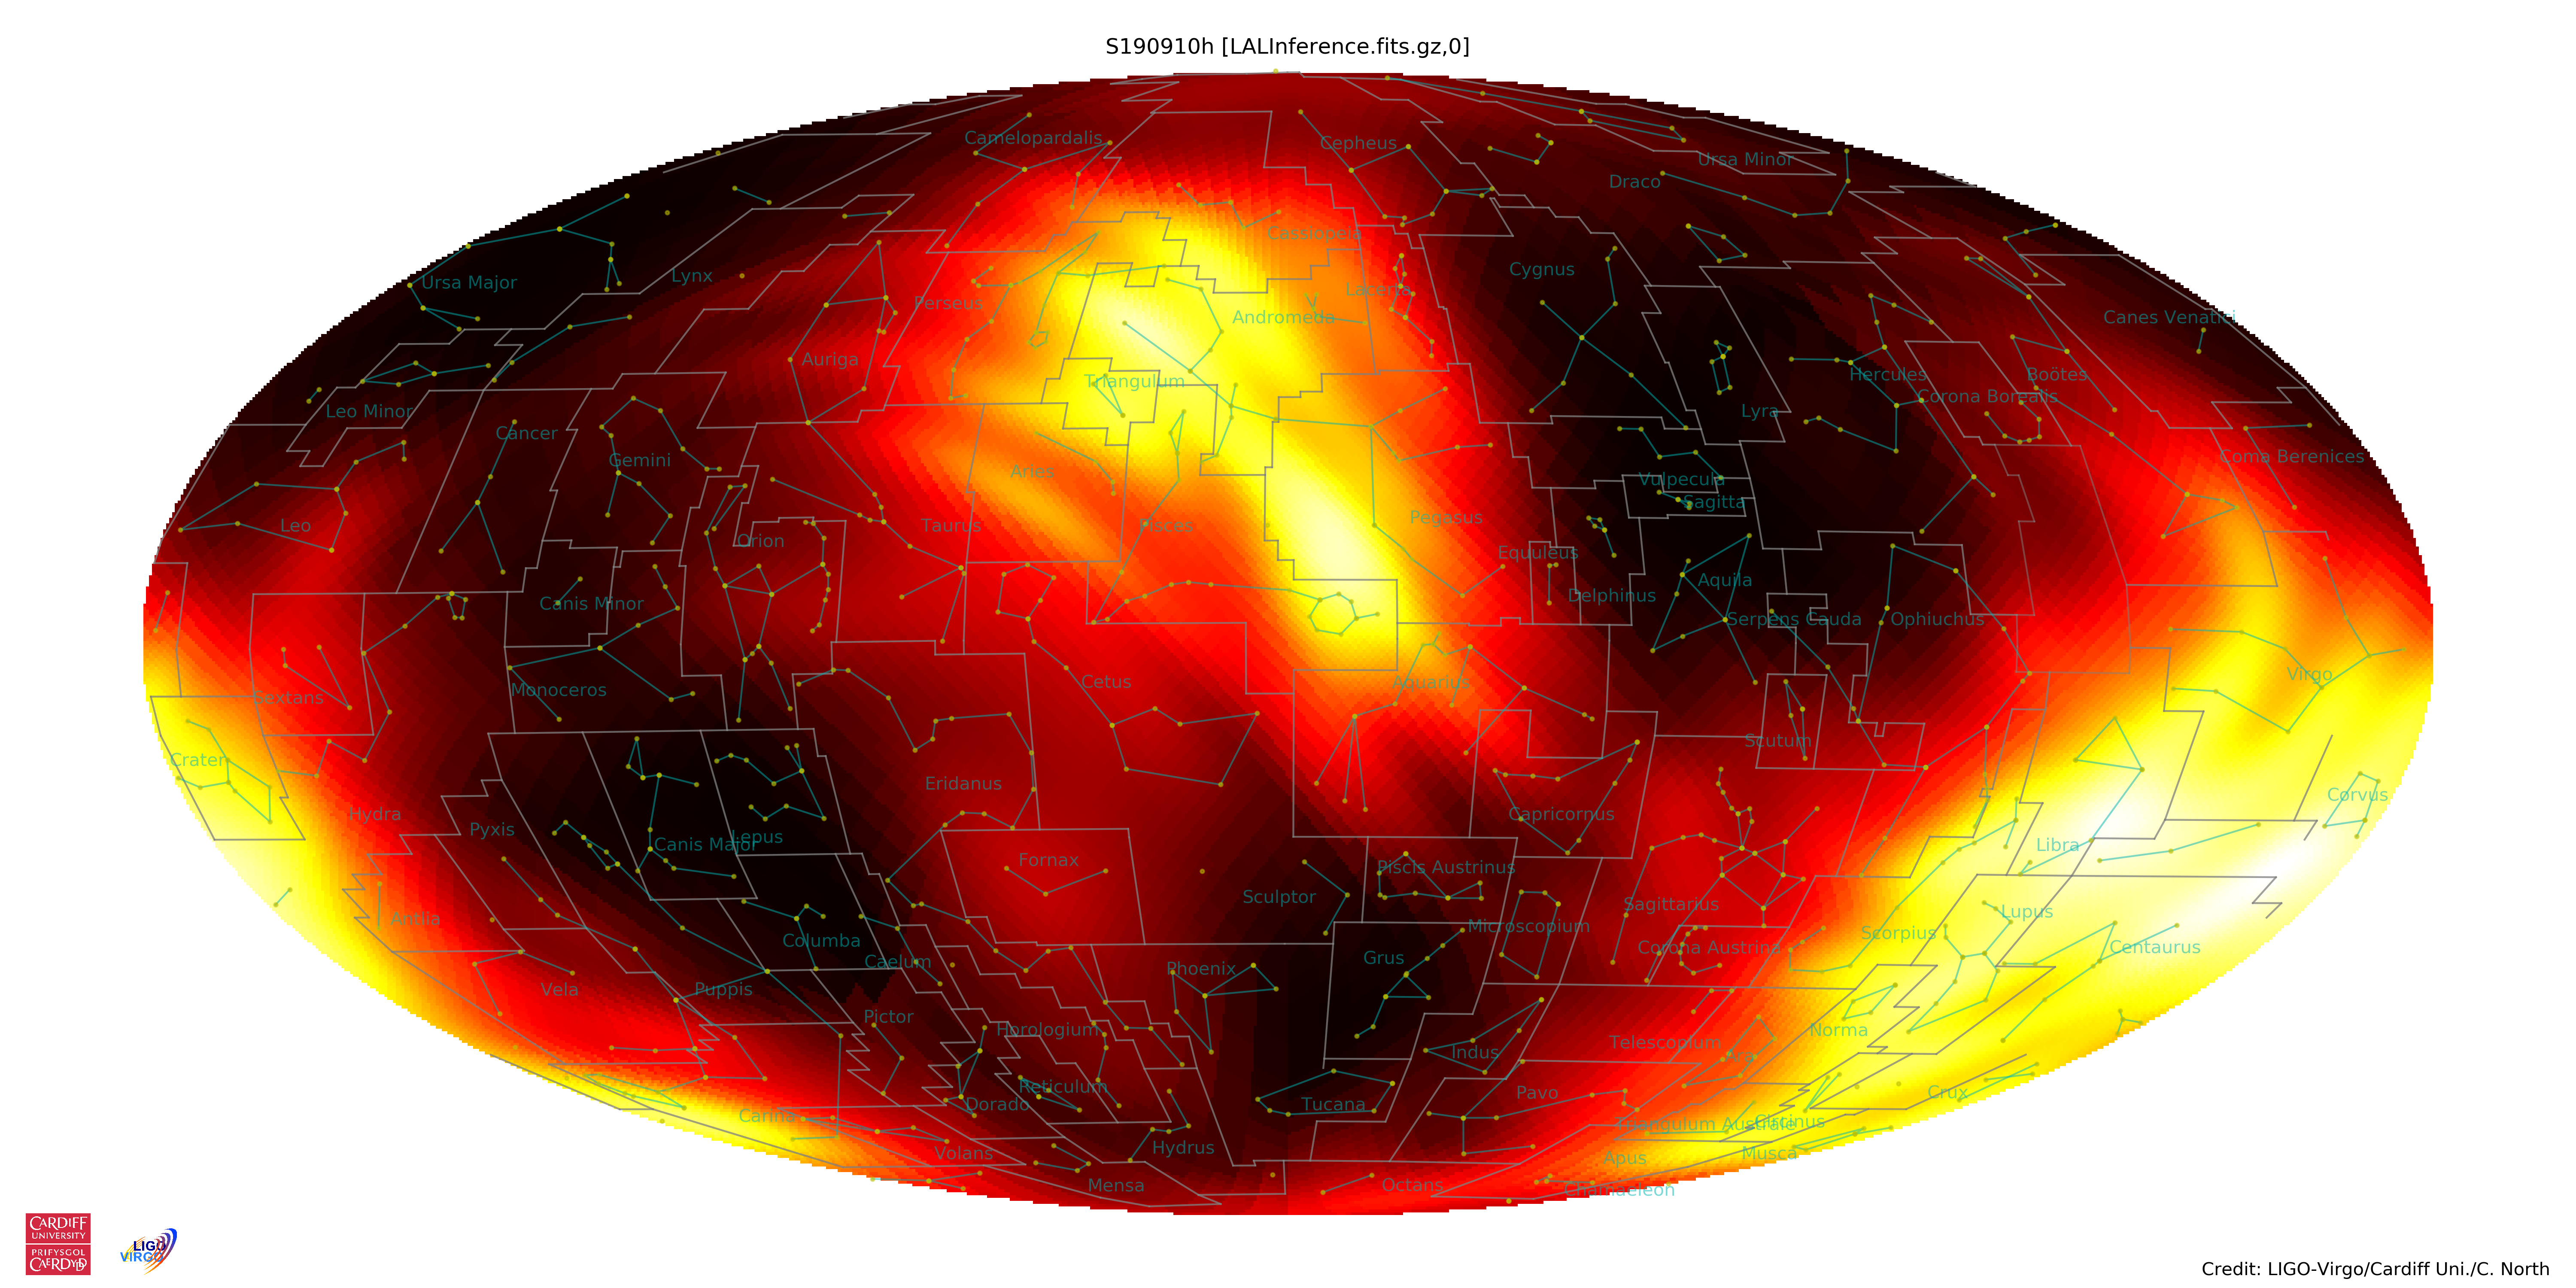 S190910h [LALInference.fits.gz,0]
Camelopardalis
Cepheus
Ursa Minor
Draco
Cassiopeia
Cygnus
Ursa Major
Lynx
Lacerta
Perseus
Andromeda
Canes Venatici
Auriga
Hercules
Boötes
Triangulum
Corona Borealis
Leo Minor
Lyra
Cancer
Gemini
Coma Berenices
Aries
Vulpecula
Sagitta
Leo
Taurus
Pisces
Pegasus
Orion
Equuleus
Aquila
Canis Minor
Delphinus
Serpens Cauda
Ophiuchus
Virgo
Cetus
Aquarius
Monoceros
Sextans
Scutum
Crater
Eridanus
Corvus
Hydra
Capricornus
Pyxis
Lepus
Canis Major
Libra
Fornax
Piscis Austrinus
Sculptor
Sagittarius
Lupus
Antlia
Microscopium
Scorpius
Columba
Corona Austrina
Centaurus
Grus
Caelum
Phoenix
Vela
Puppis
Pictor
Horologium
Norma
Telescopium
Indus
Ara
Reticulum
Pavo
Crux
Dorado
Tucana
Carina
Triangulum Australe
Circinus
Hydrus
Volans
Musca
Apus
Mensa
Octans
Chamaeleon
CARDIFF
UNIVERSITY
PRIFYSGOL
CAERDYDD
LIGO
VIRGO
Credit: LIGO-Virgo/Cardiff Uni./C. North